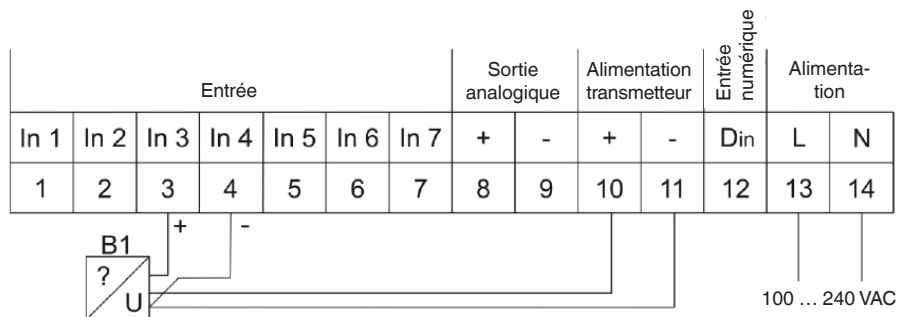 Entrée
Sortie
analogique
Alimentation
transmetteur
Entrée
numérique
Alimenta-
tion
In 1 In 2 In 3 In 4 In 5 In 6 In 7 + - + - Din L N
1 2 3 4 5 6 7 8 9 10 11 12 13 14
+ -
B1
?
U
100 ... 240 VAC